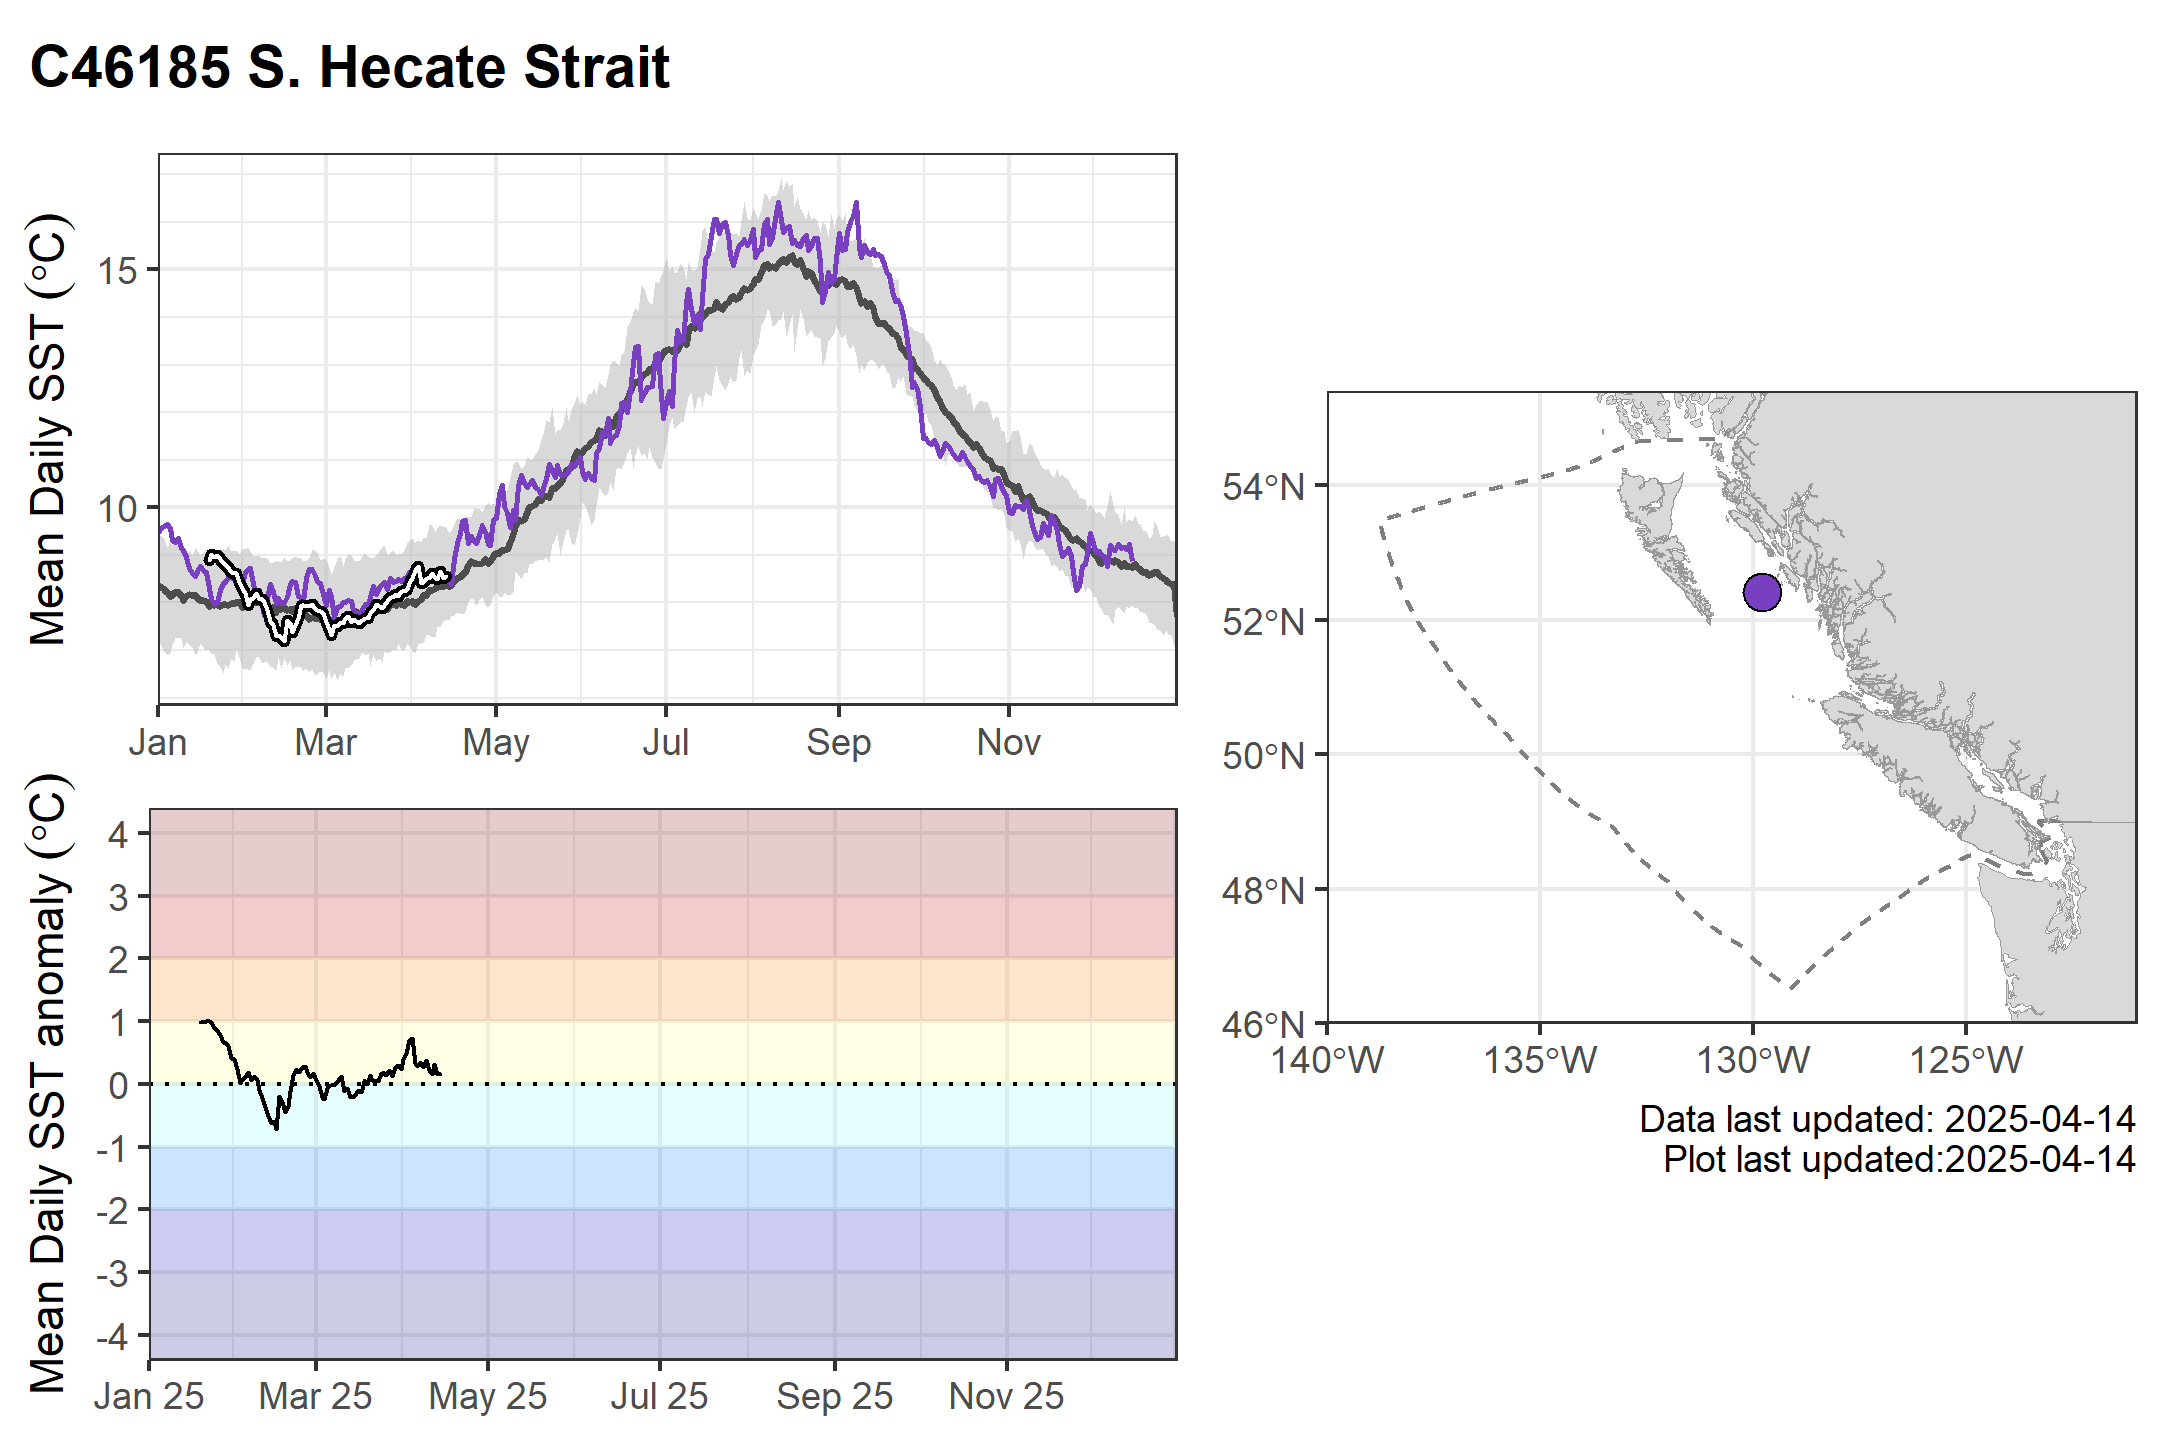 C46185 S. Hecate Strait
Mean Daily SST (°C)
15
10
Jan Mar May Jul Sep Nov
Mean Daily SST anomaly (°C)
4
3
2
1
0
-1
-2
-3
-4
Jan 25 Mar 25 May 25 Jul 25 Sep 25 Nov 25
54°N
52°N
50°N
48°N
46°N
140°W 135°W 130°W 125°W
Data last updated: 2025-04-14
Plot last updated:2025-04-14